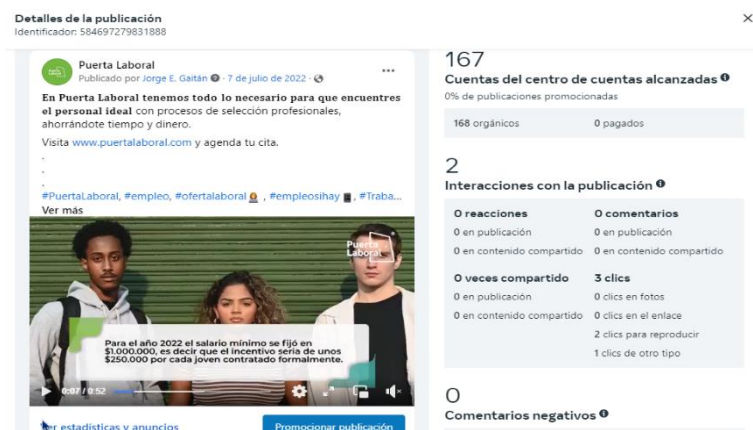 Detalles de la publicación
Identificador: 584697279831888
Puerta Laboral
Publicado por Jorge E. Gaitán · 7 de julio de 2022 ·
En Puerta Laboral tenemos todo lo necesario para que encuentres
el personal ideal con procesos de selección profesionales,
ahorrándote tiempo y dinero.
Visita www.puertalaboral.com y agenda tu cita.
.
.
.
#PuertaLaboral, #empleo, #ofertalaboral , #empleosihay , #Traba...
Ver más
Puerta
Laboral
Para el año 2022 el salario mínimo se fijó en
$1.000.000, es decir que el incentivo sería de unos
$250.000 por cada joven contratado formalmente.
0:07 / 0:52
Ver estadísticas y anuncios
Promocionar publicación
167
Cuentas del centro de cuentas alcanzadas
0% de publicaciones promocionadas
168 orgánicos 0 pagados
2
Interacciones con la publicación
0 reacciones 0 comentarios
0 en publicación 0 en publicación
0 en contenido compartido 0 en contenido compartido
0 veces compartido 3 clics
0 en publicación 0 clics en fotos
0 en contenido compartido 0 clics en el enlace
2 clics para reproducir
1 clics de otro tipo
0
Comentarios negativos